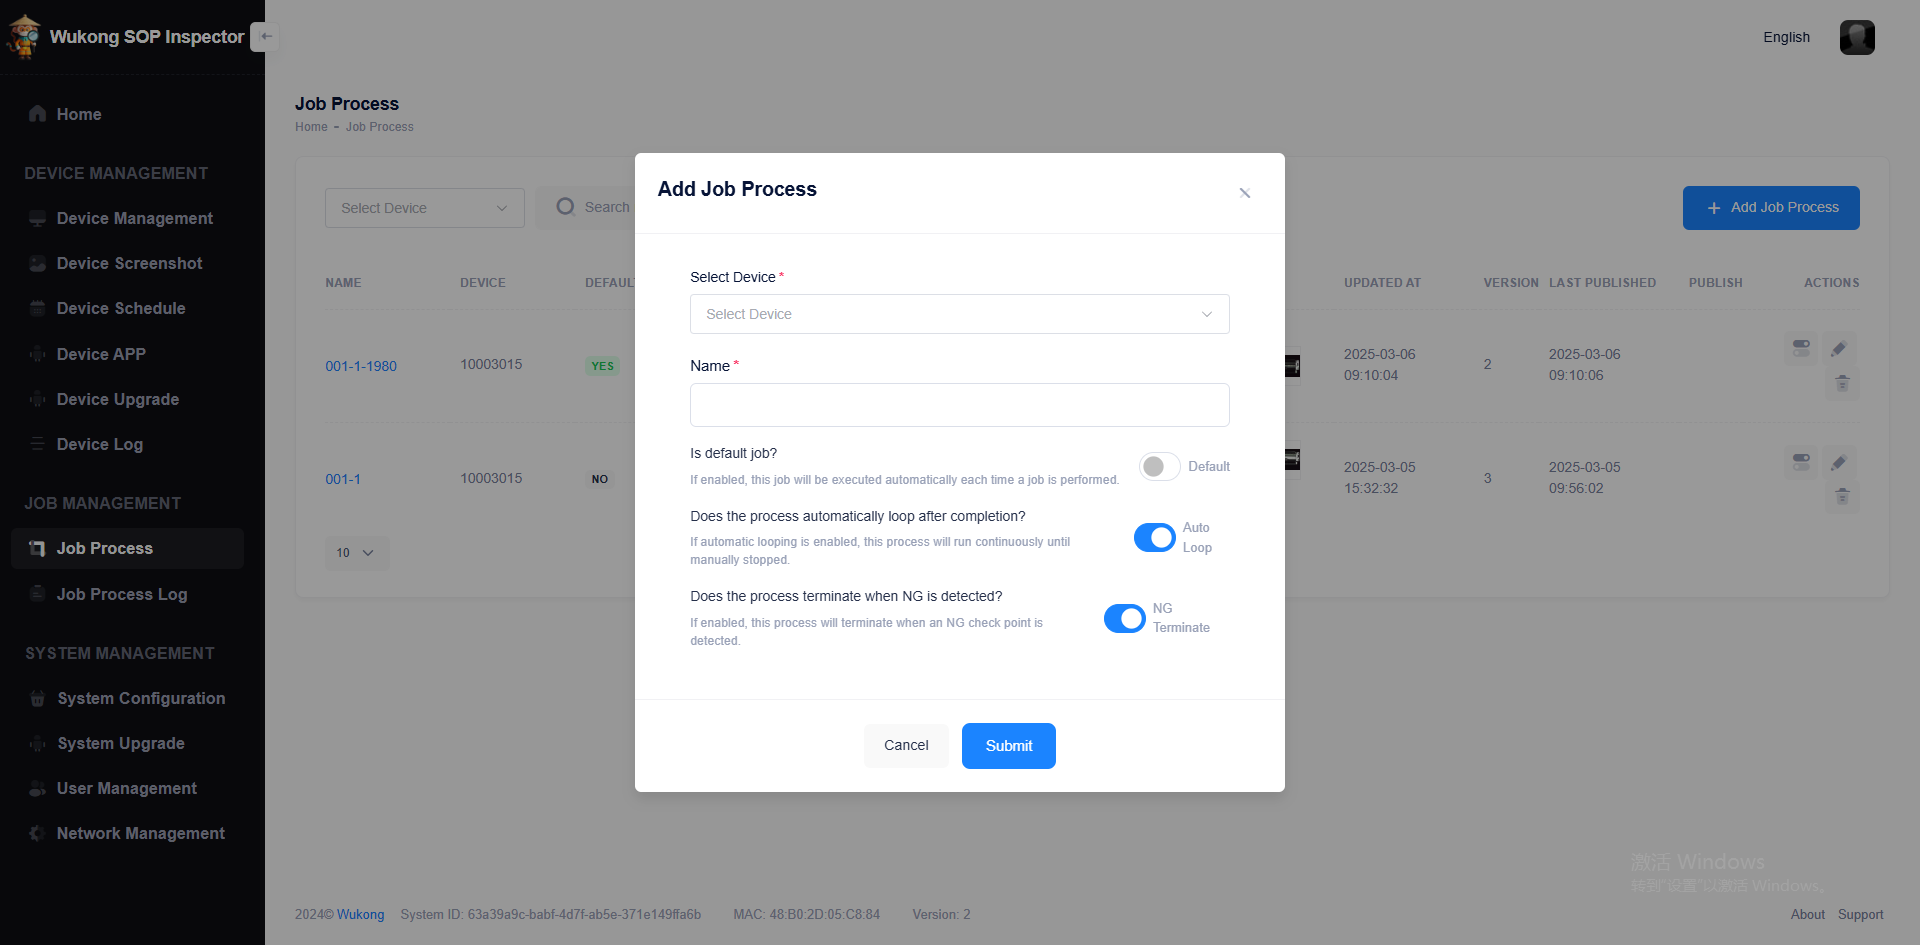 Wukong SOP Inspector
English
Home
DEVICE MANAGEMENT
Device Management
Device Screenshot
Device Schedule
Device APP
Device Upgrade
Device Log
JOB MANAGEMENT
Job Process
Job Process Log
SYSTEM MANAGEMENT
System Configuration
System Upgrade
User Management
Network Management
Job Process
Home - Job Process
Select Device
Search
Add Job Process
NAME DEVICE DEFAUL UPDATED AT VERSION LAST PUBLISHED PUBLISH ACTIONS
001-1-1980 10003015 YES 2025-03-06 09:10:04 2 2025-03-06 09:10:06
001-1 10003015 NO 2025-03-05 15:32:32 3 2025-03-05 09:56:02
10
Add Job Process
Select Device *
Select Device
Name *
Is default job?
If enabled, this job will be executed automatically each time a job is performed.
Default
Does the process automatically loop after completion?
If automatic looping is enabled, this process will run continuously until
manually stopped.
Auto
Loop
Does the process terminate when NG is detected?
If enabled, this process will terminate when an NG check point is
detected.
NG
Terminate
Cancel
Submit
激活 Windows
转到"设置"以激活 Windows。
2024© Wukong System ID: 63a39a9c-babf-4d7f-ab5e-371e149ffa6b MAC: 48:B0:2D:05:C8:84 Version: 2
About Support